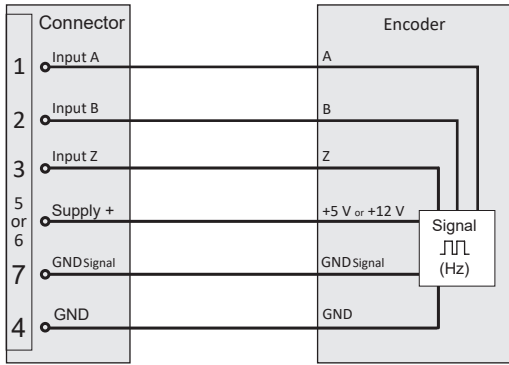 Connector
Encoder
1
Input A
A
2
Input B
B
3
Input Z
Z
5
or
6
Supply +
+5 V or +12 V
Signal
(Hz)
7
GND Signal
GND Signal
4
GND
GND